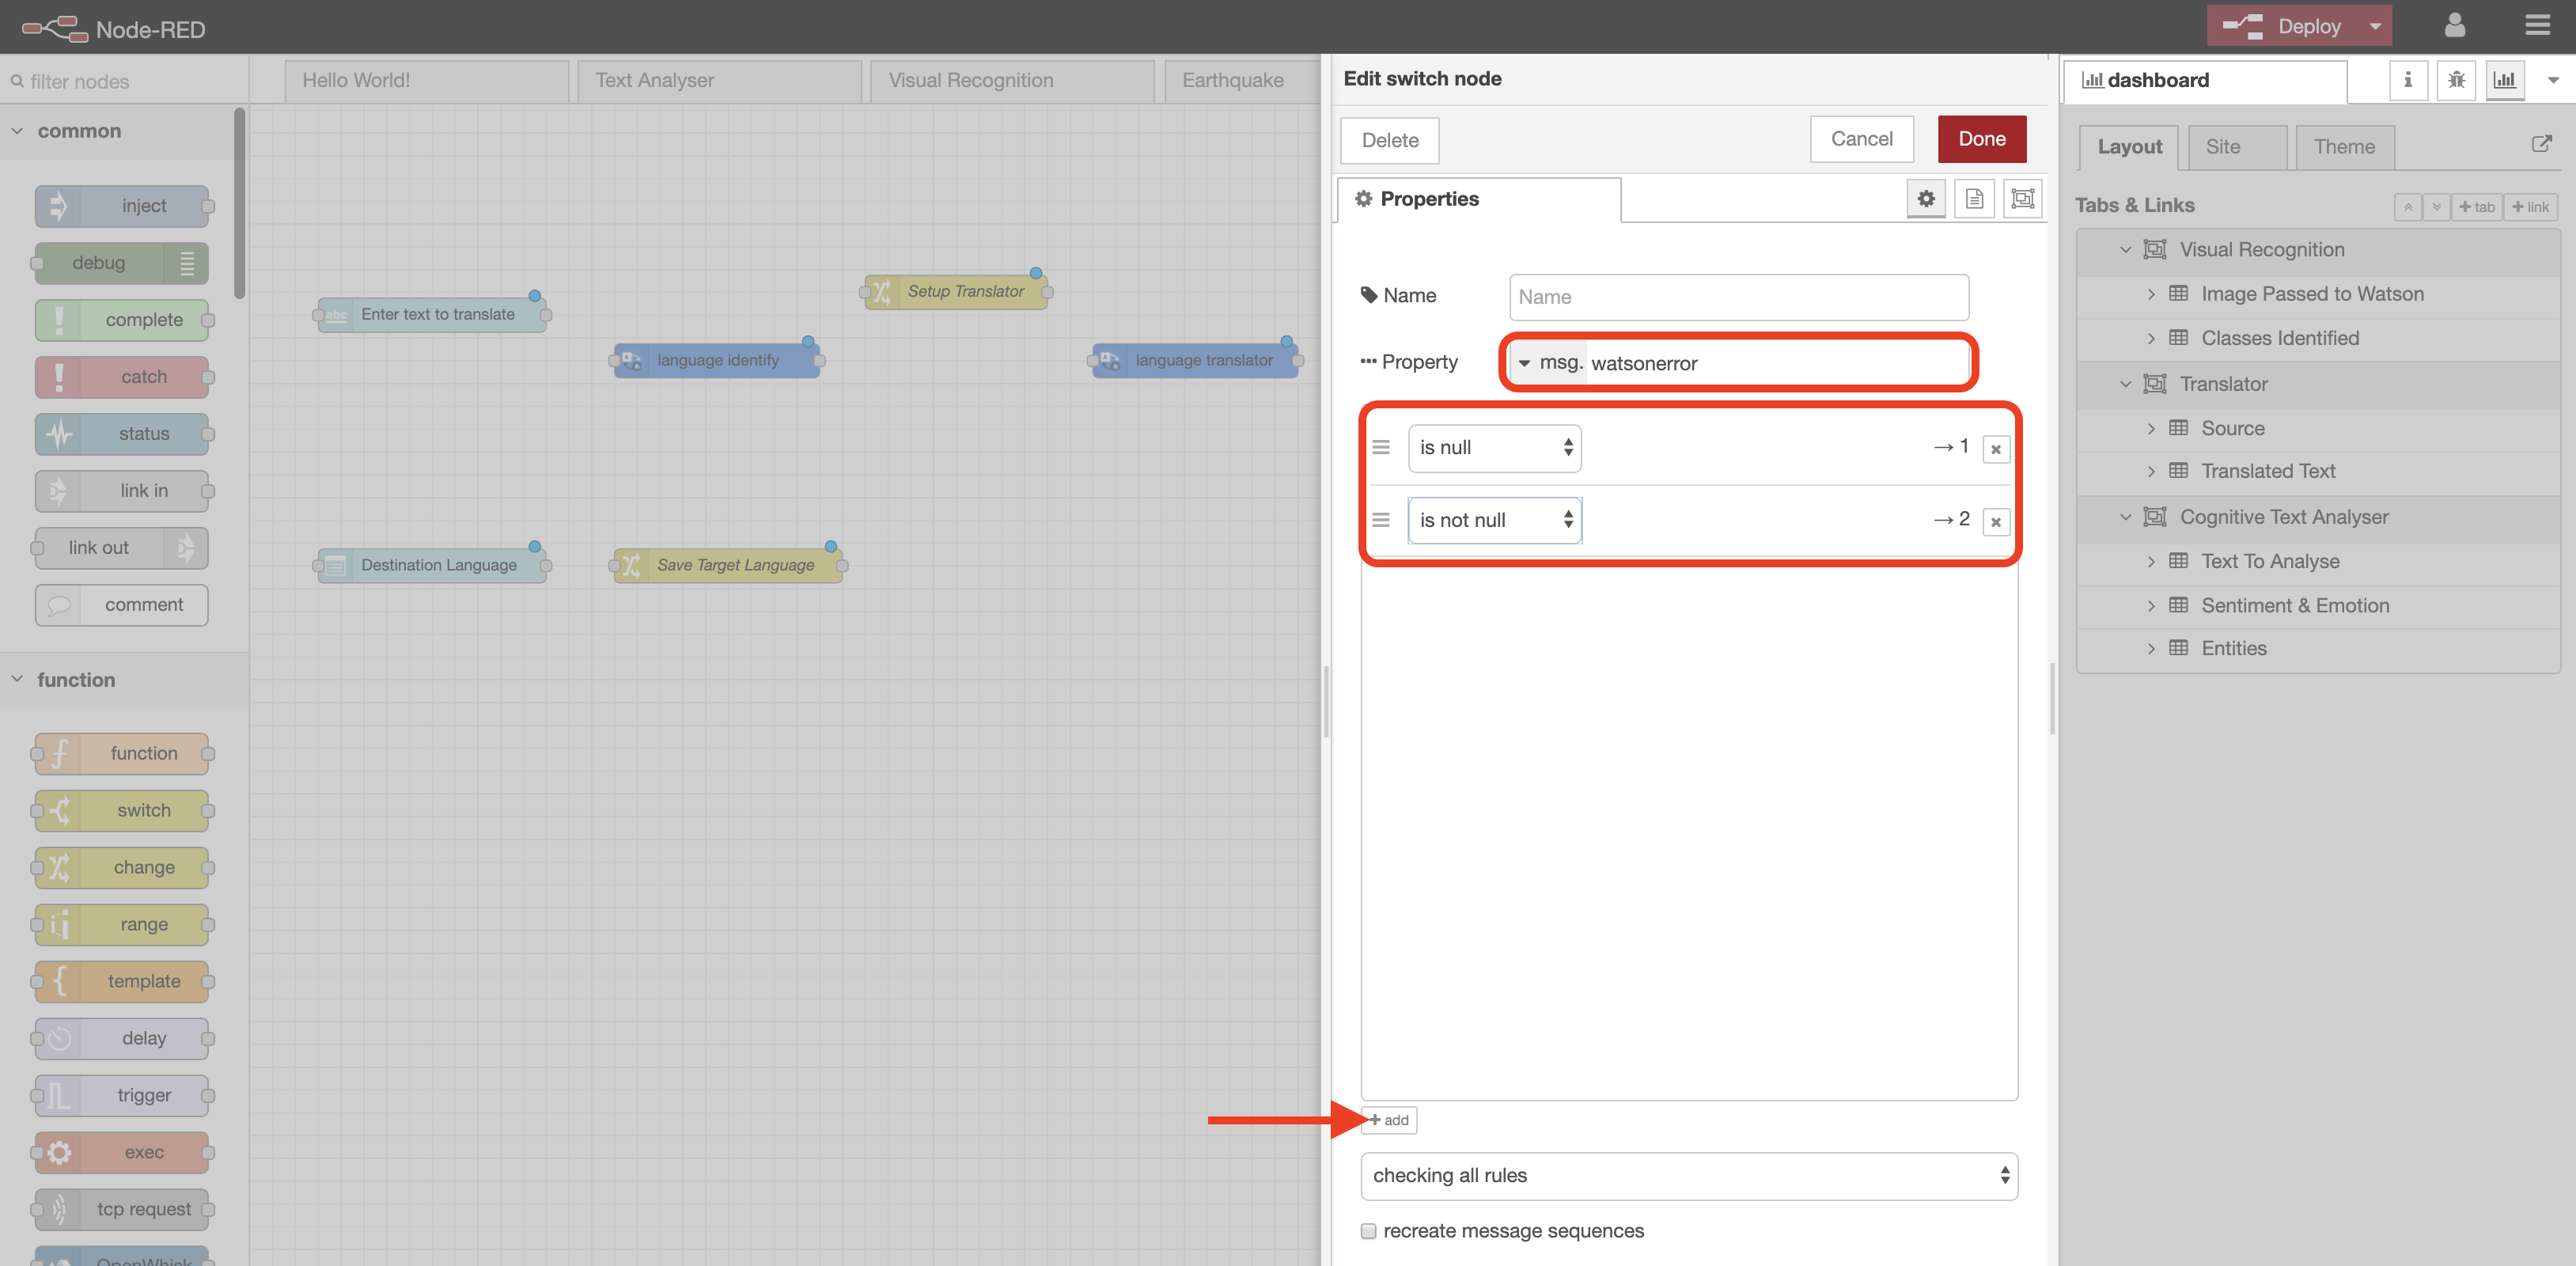 Node-RED
Deploy
filter nodes
Hello World!
Text Analyser
Visual Recognition
Earthquake
common
inject
debug
complete
catch
status
link in
link out
comment
function
function
switch
change
range
template
delay
trigger
exec
tcp request
OpenWhisk
abc Enter text to translate
language identify
Setup Translator
language translator
Destination Language
Save Target Language
Edit switch node
Delete
Cancel
Done
Properties
Name
Name
Property
msg. watsonerror
is null
→ 1
is not null
→ 2
+ add
checking all rules
recreate message sequences
dashboard
i
Layout
Site
Theme
Tabs & Links
+ tab
+ link
Visual Recognition
Image Passed to Watson
Classes Identified
Translator
Source
Translated Text
Cognitive Text Analyser
Text To Analyse
Sentiment & Emotion
Entities